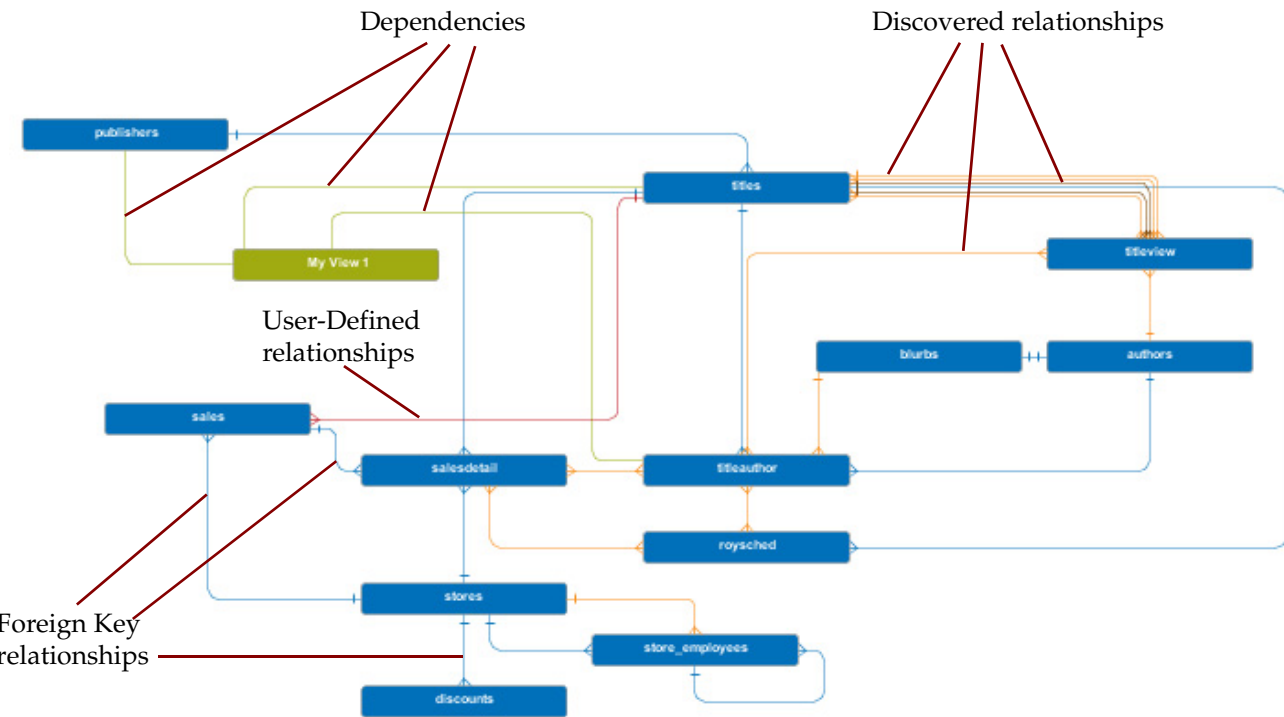 Dependencies
Discovered relationships
publishers
titles
titleview
My View 1
User-Defined
relationships
blurbs
authors
sales
salesdetail
titleauthor
roysched
stores
Foreign Key
relationships
store_employees
discounts